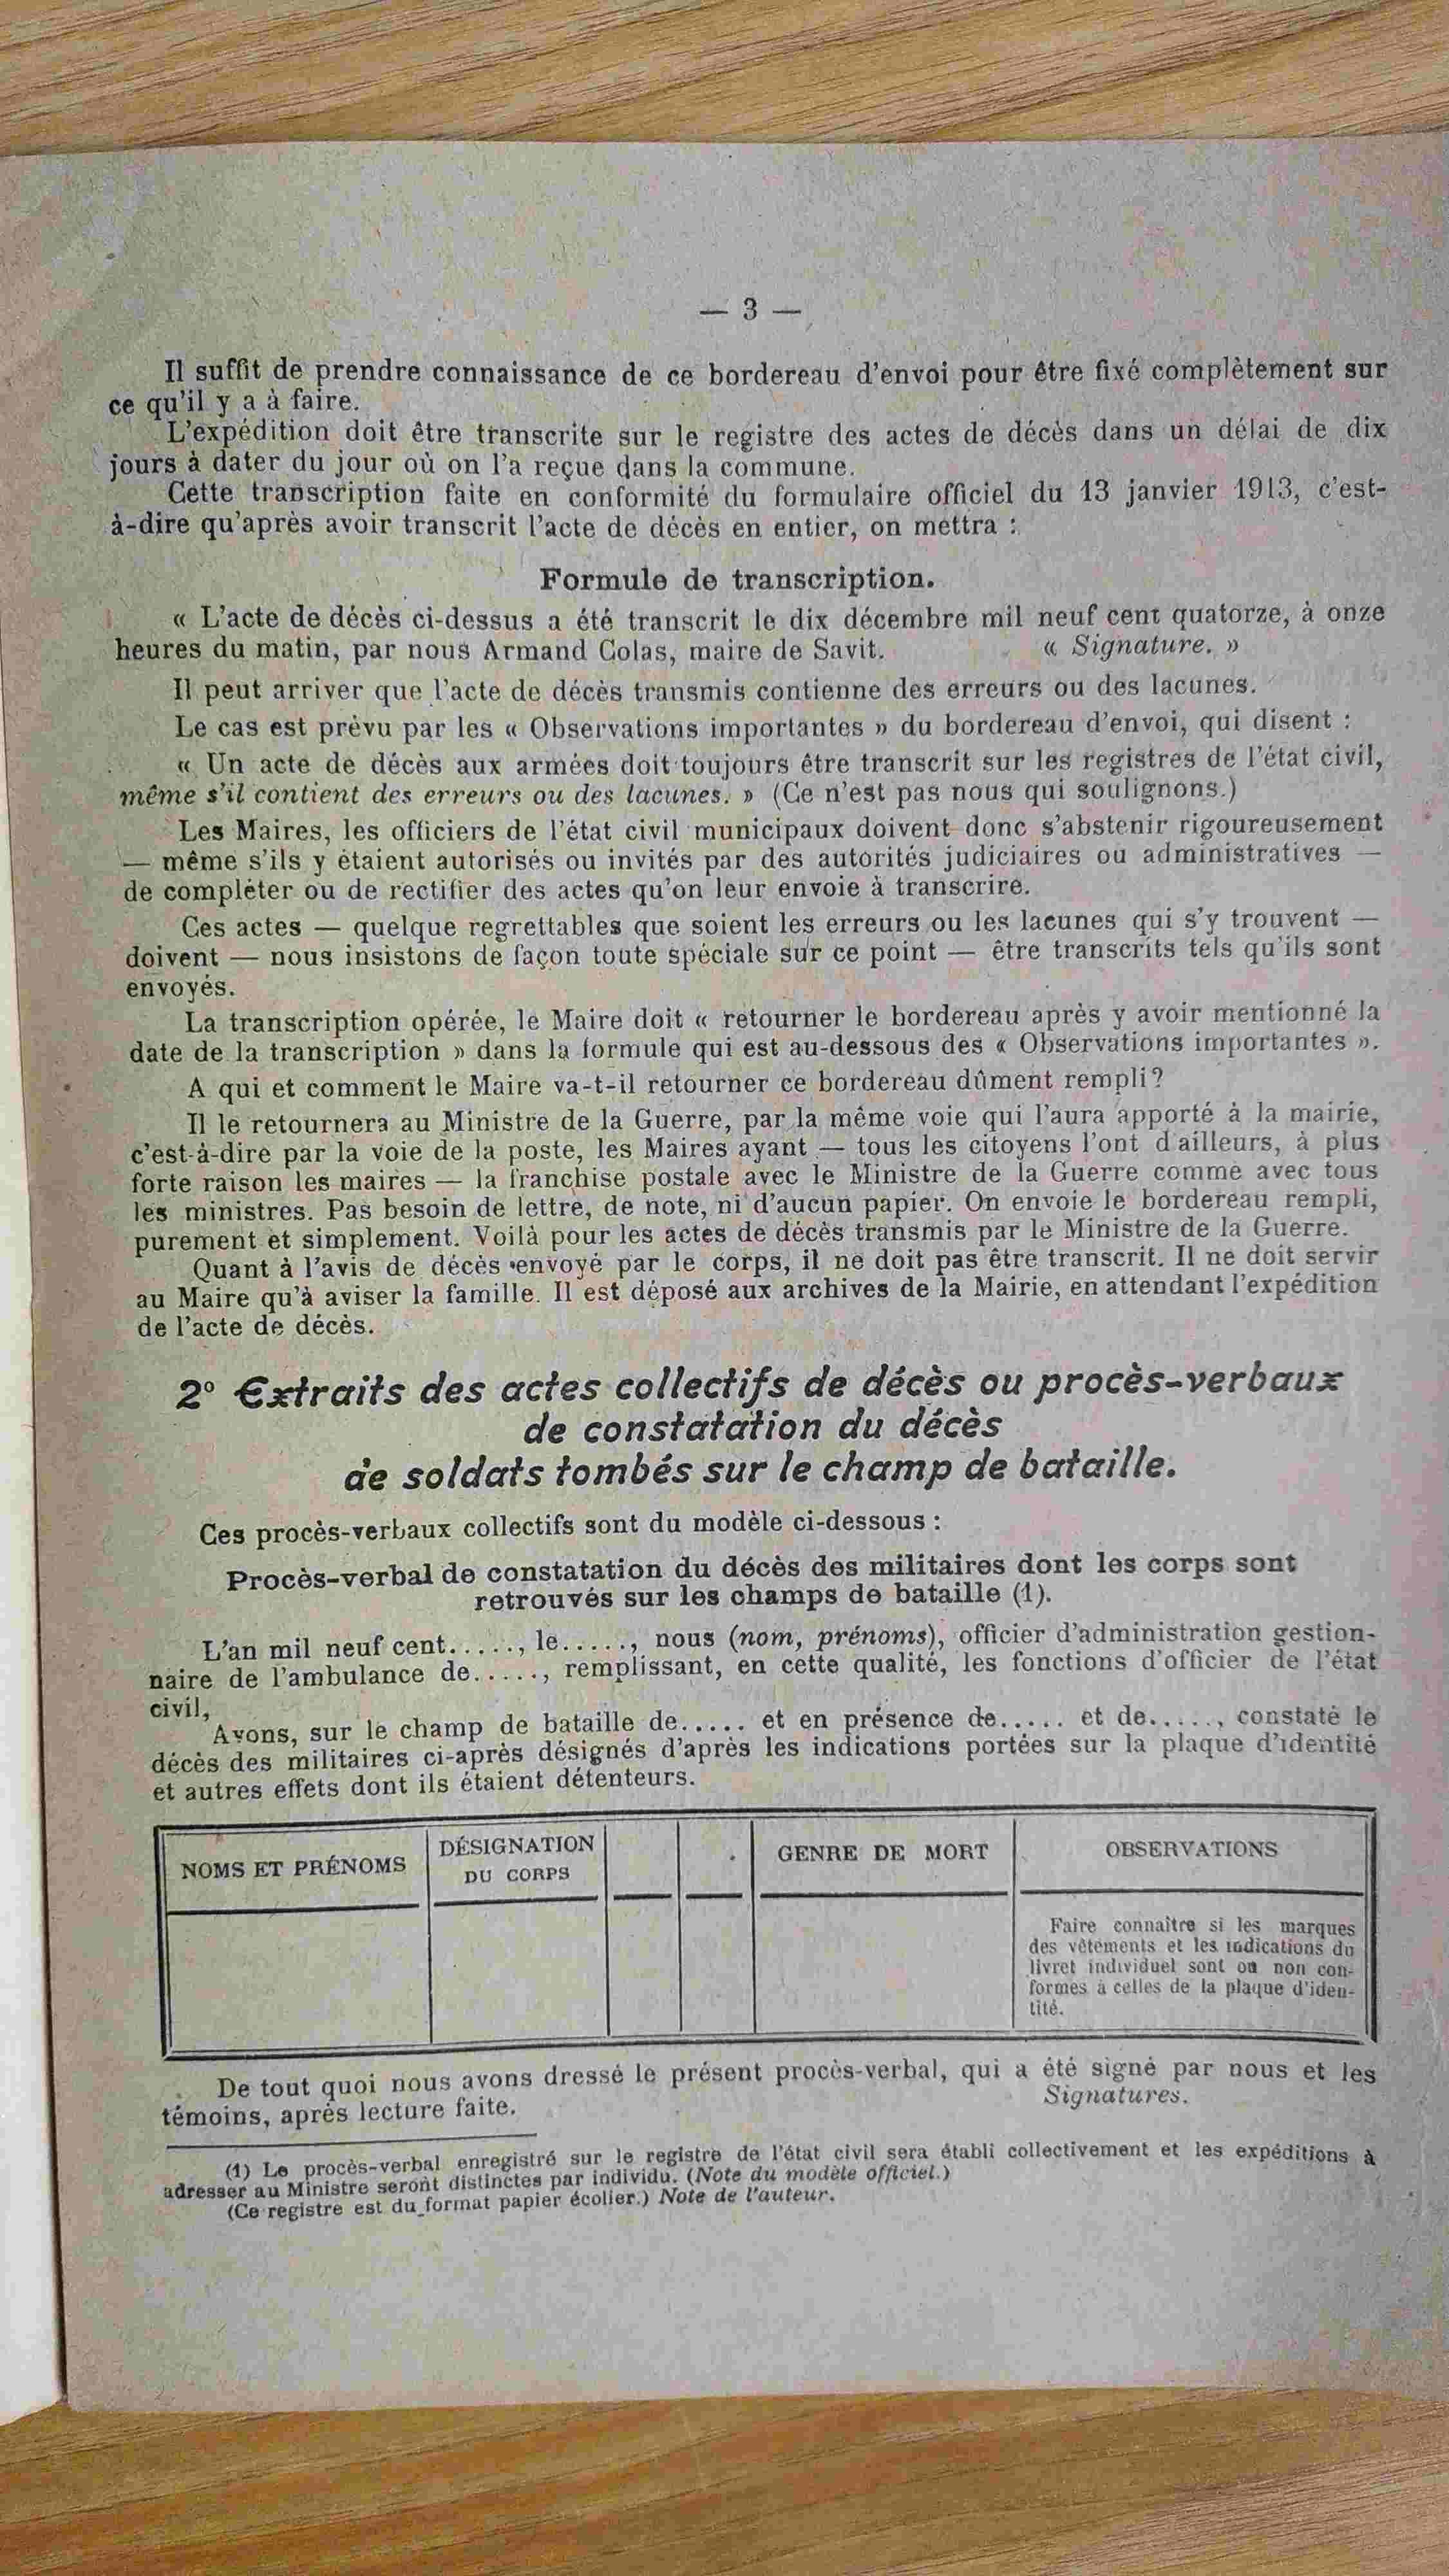 — 3 —
Il suffit de prendre connaissance de ce bordereau d'envoi pour être fixé complètement sur
ce qu'il y a à faire.
L'expédition doit être transcrite sur le registre des actes de décès dans un délai de dix
jours à dater du jour où on l'a reçue dans la commune.
Cette transcription faite en conformité du formulaire officiel du 13 janvier 1913, c'est-
à-dire qu'après avoir transcrit l'acte de décès en entier, on mettra :
Formule de transcription.
« L'acte de décès ci-dessus a été transcrit le dix décembre mil neuf cent quatorze, à onze
heures du matin, par nous Armand Colas, maire de Savit. « Signature. »
Il peut arriver que l'acte de décès transmis contienne des erreurs ou des lacunes.
Le cas est prévu par les « Observations importantes » du bordereau d'envoi, qui disent :
« Un acte de décès aux armées doit toujours être transcrit sur les registres de l'état civil,
même s'il contient des erreurs ou des lacunes. » (Ce n'est pas nous qui soulignons.)
Les Maires, les officiers de l'état civil municipaux doivent donc s'abstenir rigoureusement
— même s'ils y étaient autorisés ou invités par des autorités judiciaires ou administratives —
de compléter ou de rectifier des actes qu'on leur envoie à transcrire.
Ces actes — quelque regrettables que soient les erreurs ou les lacunes qui s'y trouvent —
doivent — nous insistons de façon toute spéciale sur ce point — être transcrits tels qu'ils sont
envoyés.
La transcription opérée, le Maire doit « retourner le bordereau après y avoir mentionné la
date de la transcription » dans la formule qui est au-dessous des « Observations importantes ».
A qui et comment le Maire va-t-il retourner ce bordereau dûment rempli?
Il le retournera au Ministre de la Guerre, par la même voie qui l'aura apporté à la mairie,
c'est-à-dire par la voie de la poste, les Maires ayant — tous les citoyens l'ont d'ailleurs, à plus
forte raison les maires — la franchise postale avec le Ministre de la Guerre comme avec tous
les ministres. Pas besoin de lettre, de note, ni d'aucun papier. On envoie le bordereau rempli,
purement et simplement. Voilà pour les actes de décès transmis par le Ministre de la Guerre.
Quant à l'avis de décès envoyé par le corps, il ne doit pas être transcrit. Il ne doit servir
au Maire qu'à aviser la famille. Il est déposé aux archives de la Mairie, en attendant l'expédition
de l'acte de décès.
2° Extraits des actes collectifs de décès ou procès-verbaux
de constatation du décès
de soldats tombés sur le champ de bataille.
Ces procès-verbaux collectifs sont du modèle ci-dessous :
Procès-verbal de constatation du décès des militaires dont les corps sont
retrouvés sur les champs de bataille (1).
L'an mil neuf cent....., le....., nous (nom, prénoms), officier d'administration gestion-
naire de l'ambulance de....., remplissant, en cette qualité, les fonctions d'officier de l'état
civil,
Avons, sur le champ de bataille de..... et en présence de..... et de....., constaté le
décès des militaires ci-après désignés d'après les indications portées sur la plaque d'identité
et autres effets dont ils étaient détenteurs.
NOMS ET PRÉNOMS
DÉSIGNATION
DU CORPS
GENRE DE MORT
OBSERVATIONS
Faire connaître si les marques
des vêtements et les indications du
livret individuel sont ou non con-
formes à celles de la plaque d'iden-
tité.
De tout quoi nous avons dressé le présent procès-verbal, qui a été signé par nous et les
témoins, après lecture faite. Signatures.
(1) Le procès-verbal enregistré sur le registre de l'état civil sera établi collectivement et les expéditions à
adresser au Ministre seront distinctes par individu. (Note du modèle officiel.)
(Ce registre est du format papier écolier.) Note de l'auteur.